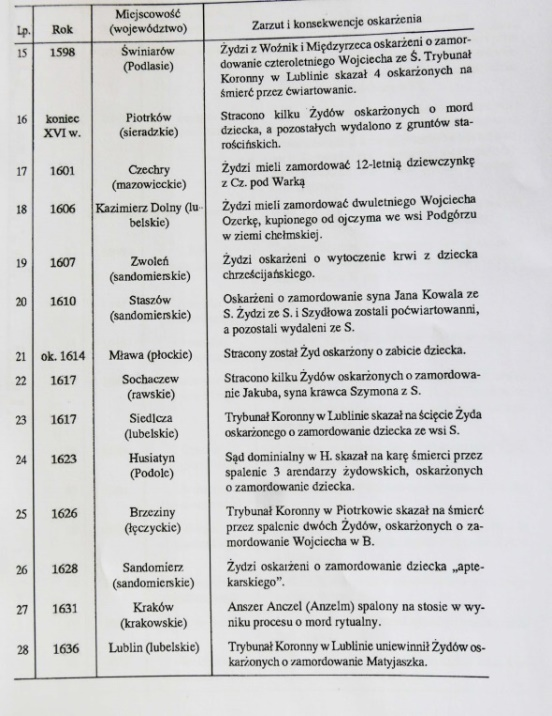 Lp.
Rok
Miejscowość
(województwo)
Zarzut i konsekwencje oskarżenia
15
1598
Świniarów
(Podlasie)
Żydzi z Woźnik i Międzyrzeca oskarżeni o zamor-
dowanie czteroletniego Wojciecha ze Ś. Trybunał
Koronny w Lublinie skazał 4 oskarżonych na
śmierć przez ćwiartowanie.
16
koniec
XVI w.
Piotrków
(sieradzkie)
Stracono kilku Żydów oskarżonych o mord
dziecka, a pozostałych wydalono z gruntów sta-
rościńskich.
17
1601
Czechry
(mazowieckie)
Żydzi mieli zamordować 12-letnią dziewczynkę
z Cz. pod Warką
18
1606
Kazimierz Dolny (lu-
belskie)
Żydzi mieli zamordować dwuletniego Wojciecha
Ozerkę, kupionego od ojczyma we wsi Podgórzu
w ziemi chełmskiej.
19
1607
Zwoleń
(sandomierskie)
Żydzi oskarżeni o wytoczenie krwi z dziecka
chrześcijańskiego.
20
1610
Staszów
(sandomierskie)
Oskarżeni o zamordowanie syna Jana Kowala ze
S. Żydzi ze S. i Szydłowa zostali poćwiartowanni,
a pozostali wydaleni ze S.
21
ok. 1614
Mława (płockie)
Stracony został Żyd oskarżony o zabicie dziecka.
22
1617
Sochaczew
(rawskie)
Stracono kilku Żydów oskarżonych o zamordowa-
nie Jakuba, syna krawca Szymona z S.
23
1617
Siedlcza
(lubelskie)
Trybunał Koronny w Lublinie skazał na ścięcie Żyda
oskarżonego o zamordowanie dziecka ze wsi S.
24
1623
Husiatyn
(Podole)
Sąd dominialny w H. skazał na karę śmierci przez
spalenie 3 arendarzy żydowskich, oskarżonych
o zamordowanie dziecka.
25
1626
Brzeziny
(łęczyckie)
Trybunał Koronny w Piotrkowie skazał na śmierć
przez spalenie dwóch Żydów, oskarżonych o za-
mordowanie Wojciecha w B.
26
1628
Sandomierz
(sandomierskie)
Żydzi oskarżeni o zamordowanie dziecka „apte-
karskiego”.
27
1631
Kraków
(krakowskie)
Anszer Anczel (Anzelm) spalony na stosie w wy-
niku procesu o mord rytualny.
28
1636
Lublin (lubelskie)
Trybunał Koronny w Lublinie uniewinnił Żydów os-
karżonych o zamordowanie Matyjaszka.